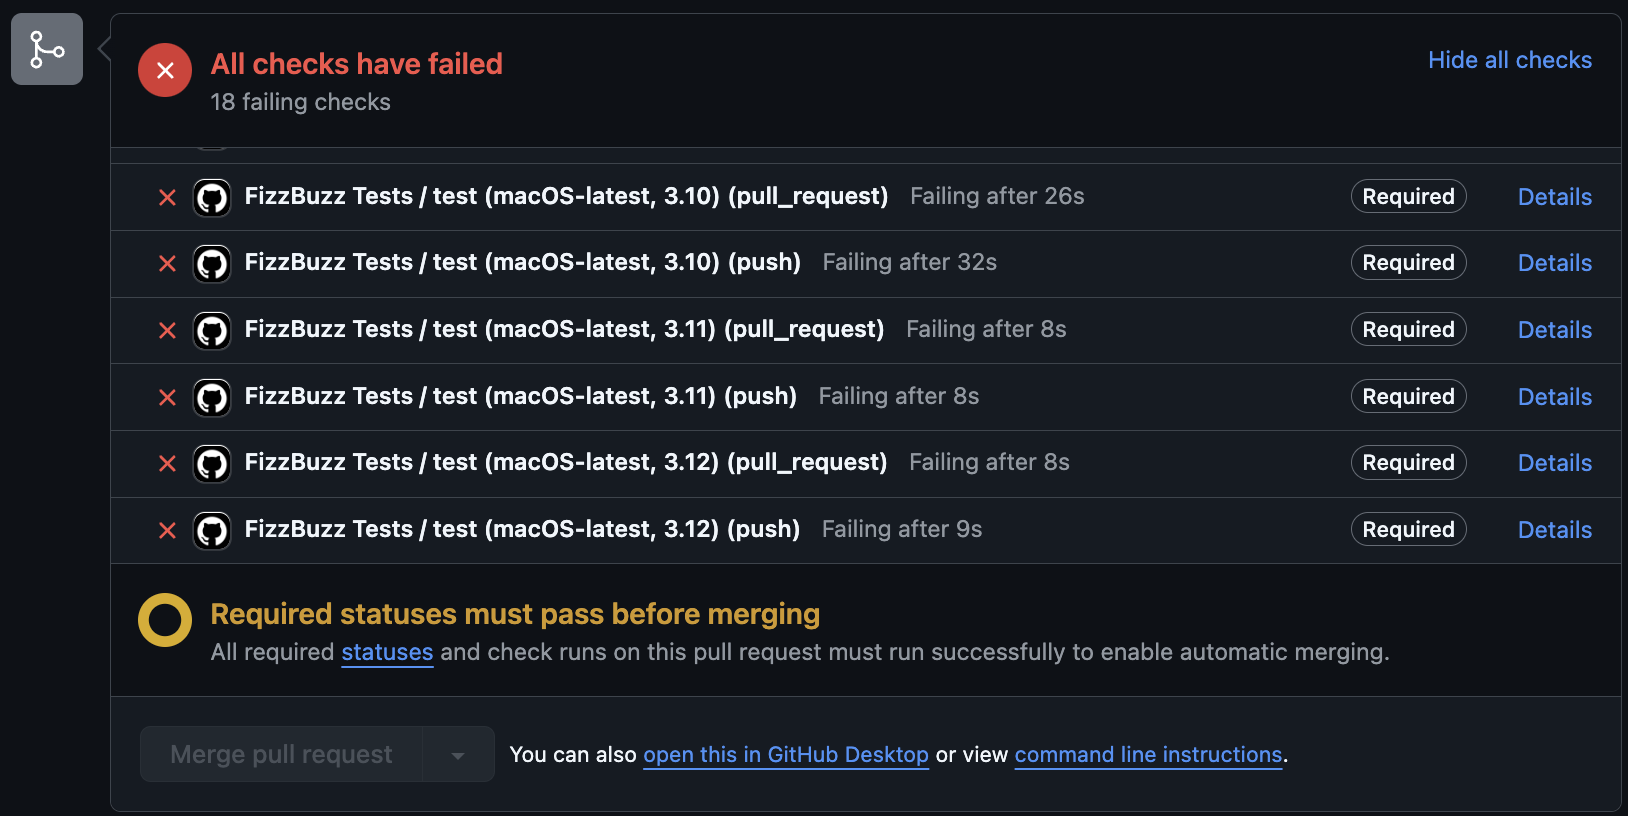 All checks have failed
Hide all checks
18 failing checks
FizzBuzz Tests / test (macOS-latest, 3.10) (pull_request) Failing after 26s Required Details
FizzBuzz Tests / test (macOS-latest, 3.10) (push) Failing after 32s Required Details
FizzBuzz Tests / test (macOS-latest, 3.11) (pull_request) Failing after 8s Required Details
FizzBuzz Tests / test (macOS-latest, 3.11) (push) Failing after 8s Required Details
FizzBuzz Tests / test (macOS-latest, 3.12) (pull_request) Failing after 8s Required Details
FizzBuzz Tests / test (macOS-latest, 3.12) (push) Failing after 9s Required Details
Required statuses must pass before merging
All required statuses and check runs on this pull request must run successfully to enable automatic merging.
Merge pull request You can also open this in GitHub Desktop or view command line instructions.